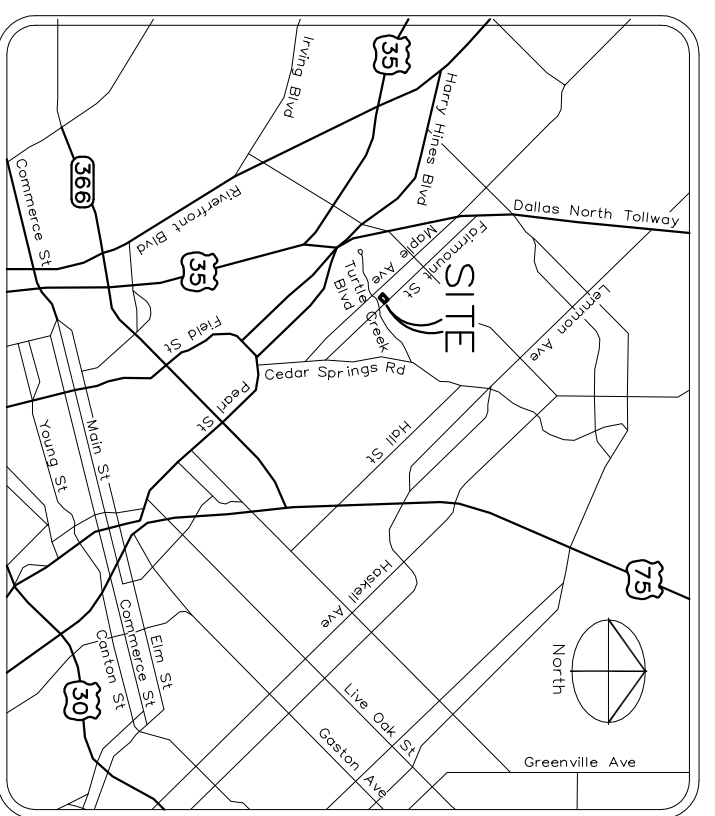 Irving Blvd
35
Harry Hines Blvd
366
Commerce St
Riverfront
Blvd
Dallas North Tollway
Fairmount
St
Maple Ave
35
Turtle Creek
Blvd
SITE
Lemmon Ave
Field St
Cedar Springs Rd
Pearl
St
Hall St
Main St
Young St
75
Haskell
Ave
North
Elm St
Commerce St
Canton St
30
Live Oak St
Gaston Ave
Greenville Ave